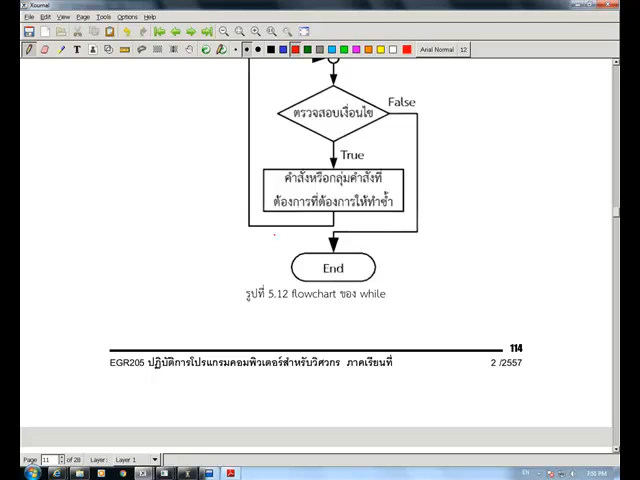 Xournal
File Edit View Page Tools Options Help
Arial Normal 12
False
ตรวจสอบเงื่อนไข
True
คำสั่งหรือกลุ่มคำสั่งที่
ต้องการที่ต้องการให้ทำซ้ำ
End
รูปที่ 5.12 flowchart ของ while
114
EGR205 ปฏิบัติการโปรแกรมคอมพิวเตอร์สำหรับวิศวกร ภาคเรียนที่ 2 /2557
Page 11 of 28 Layer: Layer 1
EN 7:51 PM